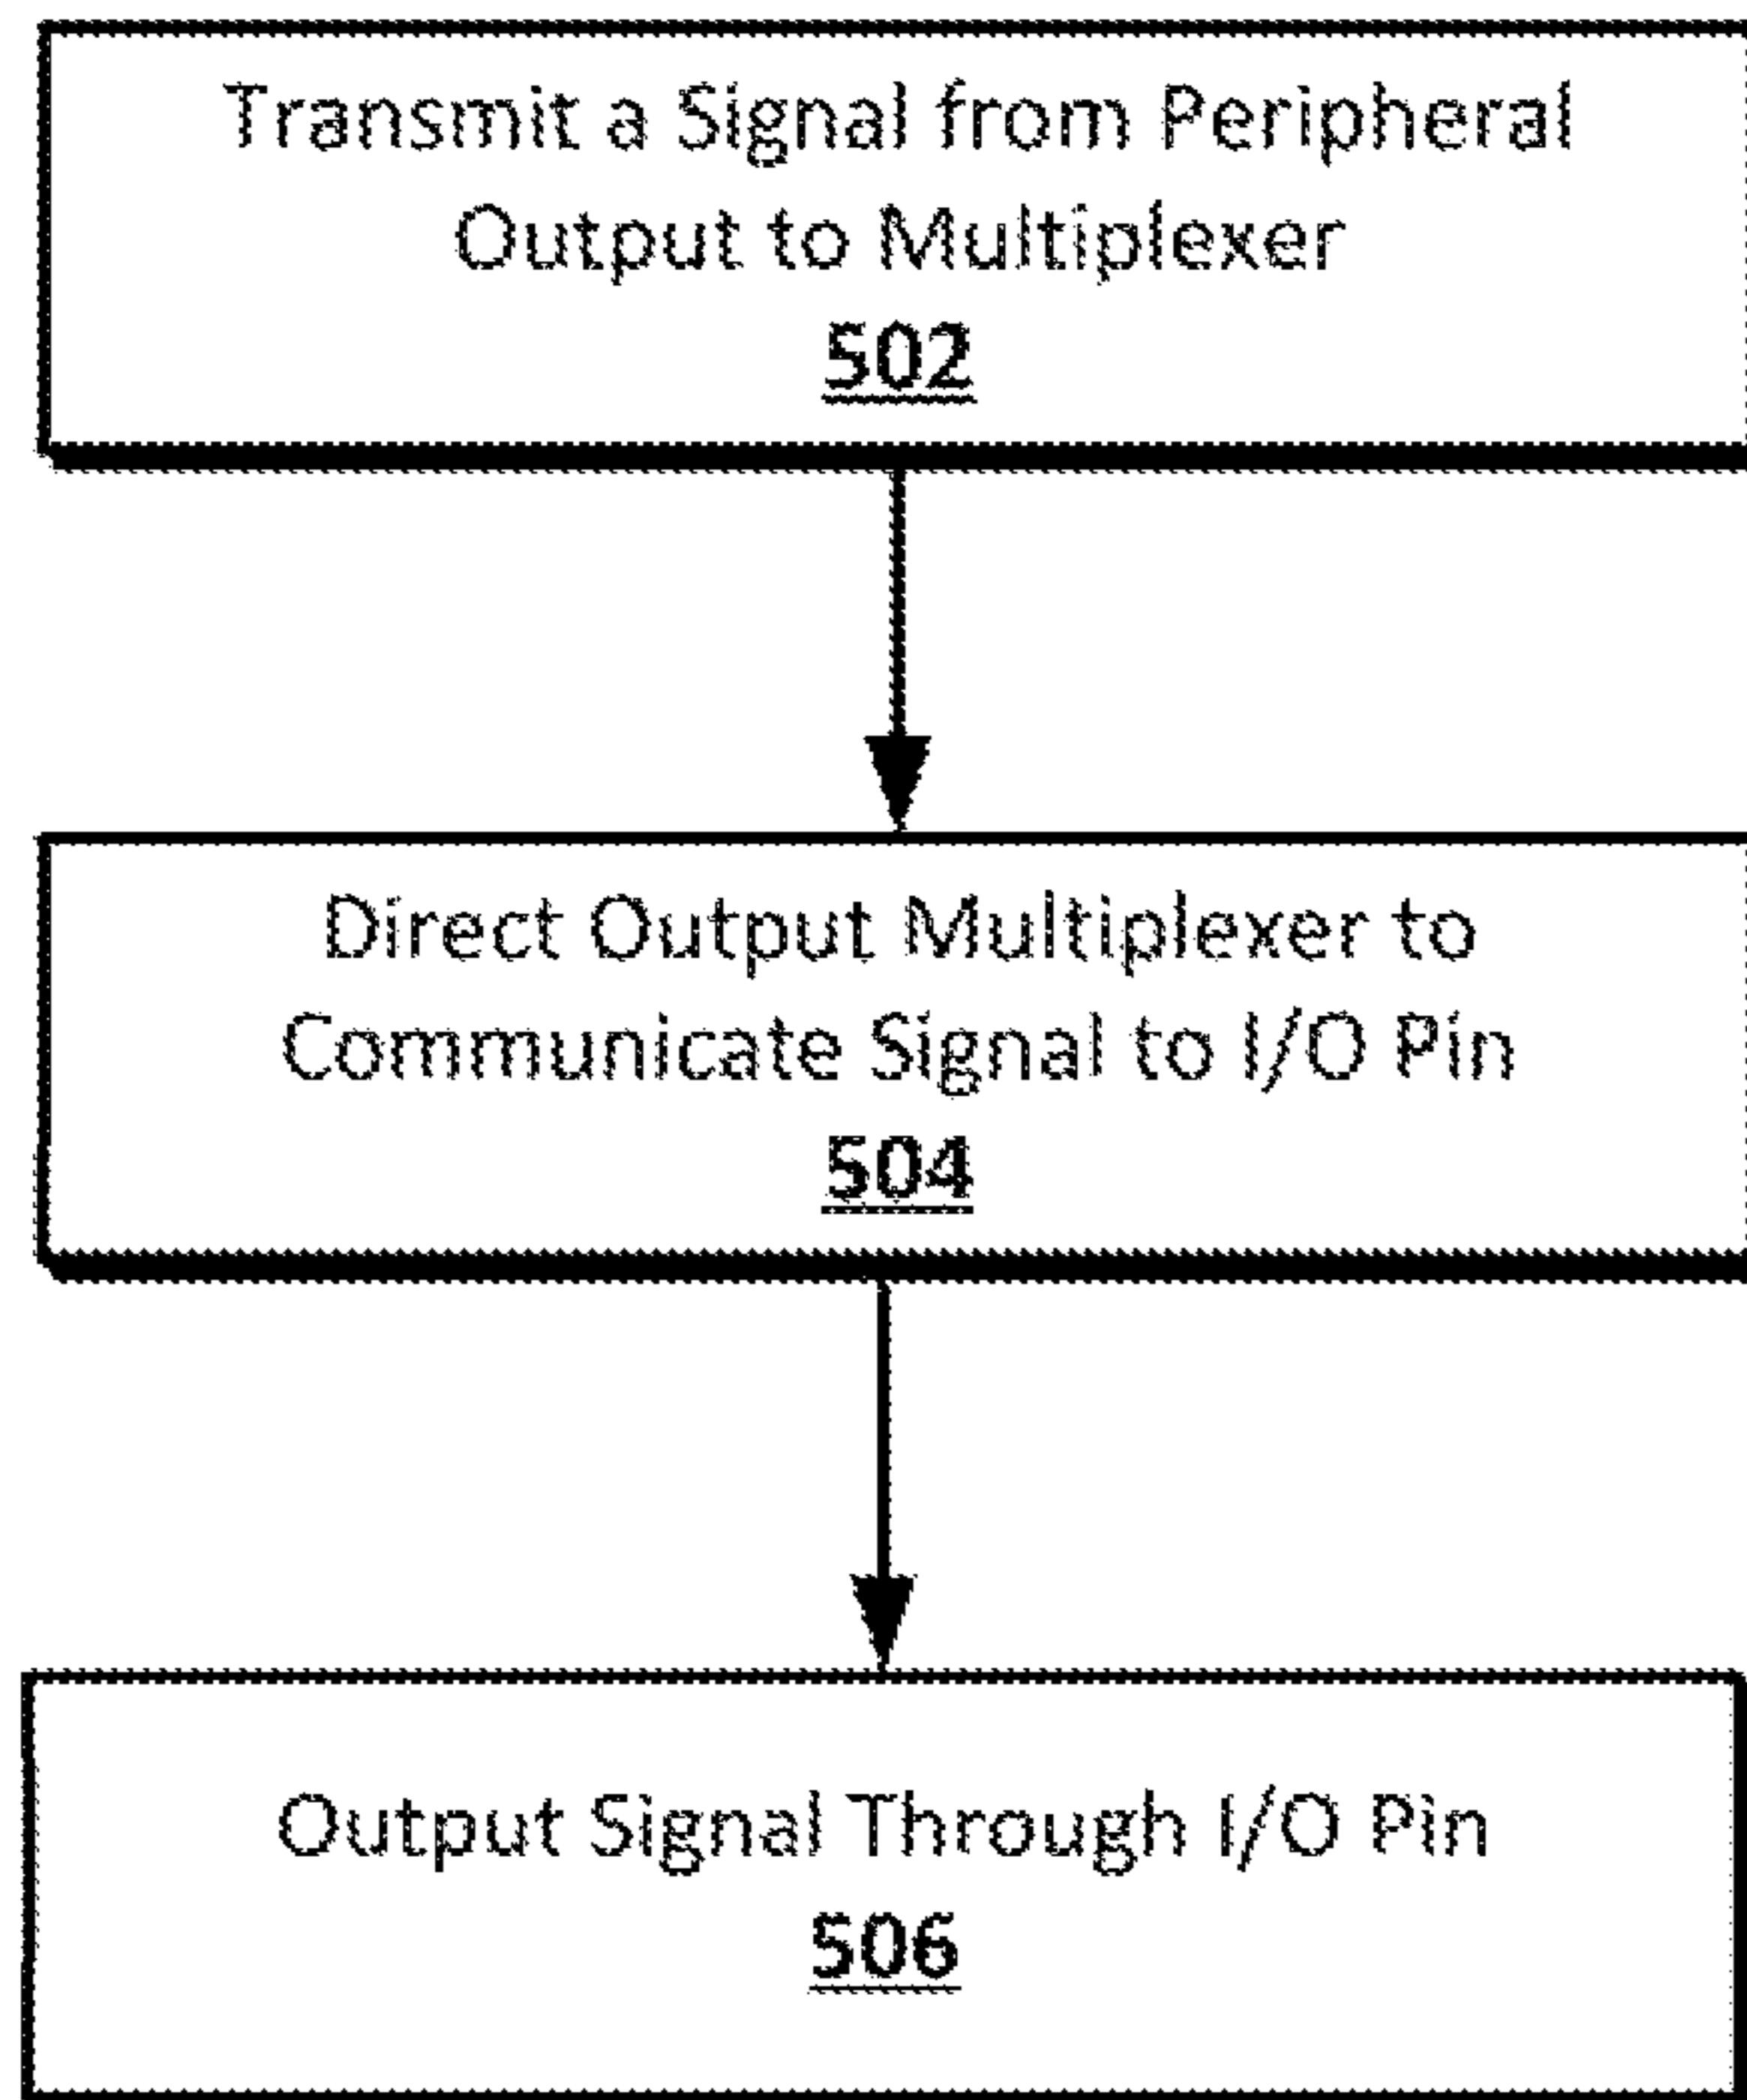 Transmit a Signal from Peripheral
Output to Multiplexer
502
Direct Output Multiplexer to
Communicate Signal to I/O Pin
504
Output Signal Through I/O Pin
506